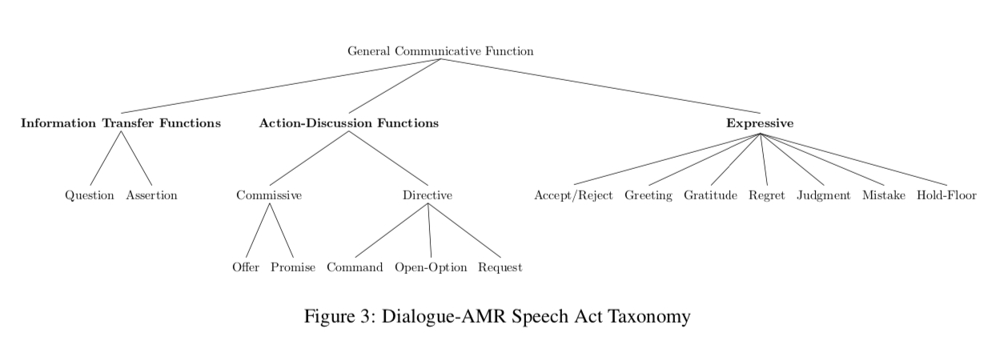 General Communicative Function
Information Transfer Functions Action-Discussion Functions Expressive
Question Assertion Commissive Directive Accept/Reject Greeting Gratitude Regret Judgment Mistake Hold-Floor
Offer Promise Command Open-Option Request
Figure 3: Dialogue-AMR Speech Act Taxonomy